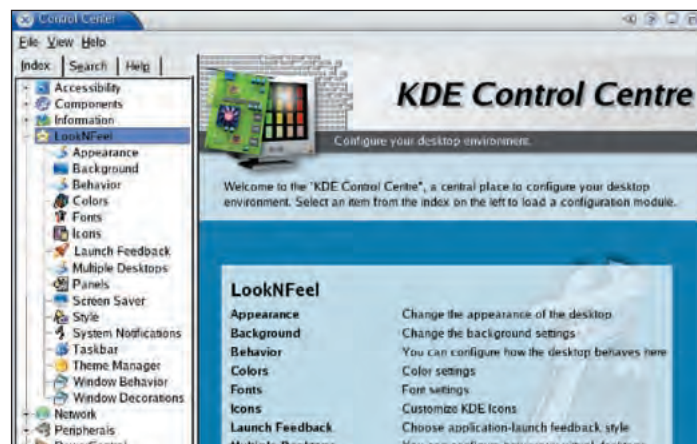 Control Center
File View Help
Index Search Help
Accessibility
Components
Information
LookNFeel
Appearance
Background
Behavior
Colors
Fonts
Icons
Launch Feedback
Multiple Desktops
Panels
Screen Saver
Style
System Notifications
Taskbar
Theme Manager
Window Behavior
Window Decorations
Network
Peripherals
KDE Control Centre
Configure your desktop environment.
Welcome to the "KDE Control Centre", a central place to configure your desktop
environment. Select an item from the index on the left to load a configuration module.
LookNFeel
Appearance Change the appearance of the desktop
Background Change the background settings
Behavior You can configure how the desktop behaves here
Colors Color settings
Fonts Font settings
Icons Customize KDE Icons
Launch Feedback Choose application-launch feedback style